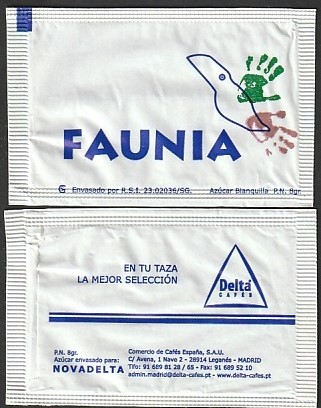 FAUNIA
G Envasado por R.S.I. 23.02036/SG. Azúcar Blanquilla P.N. 8gr.
EN TU TAZA
LA MEJOR SELECCIÓN
Delta
CAFÉS
P.N. 8gr.
Azúcar envasado para:
NOVADELTA
Comercio de Cafés España, S.A.U.
C/ Avena, 1 Nave 2 - 28914 Leganés - MADRID
Tfo: 91 689 81 28 / 65 - Fax: 91 689 52 10
admin.madrid@delta-cafes.pt - www.delta-cafes.pt